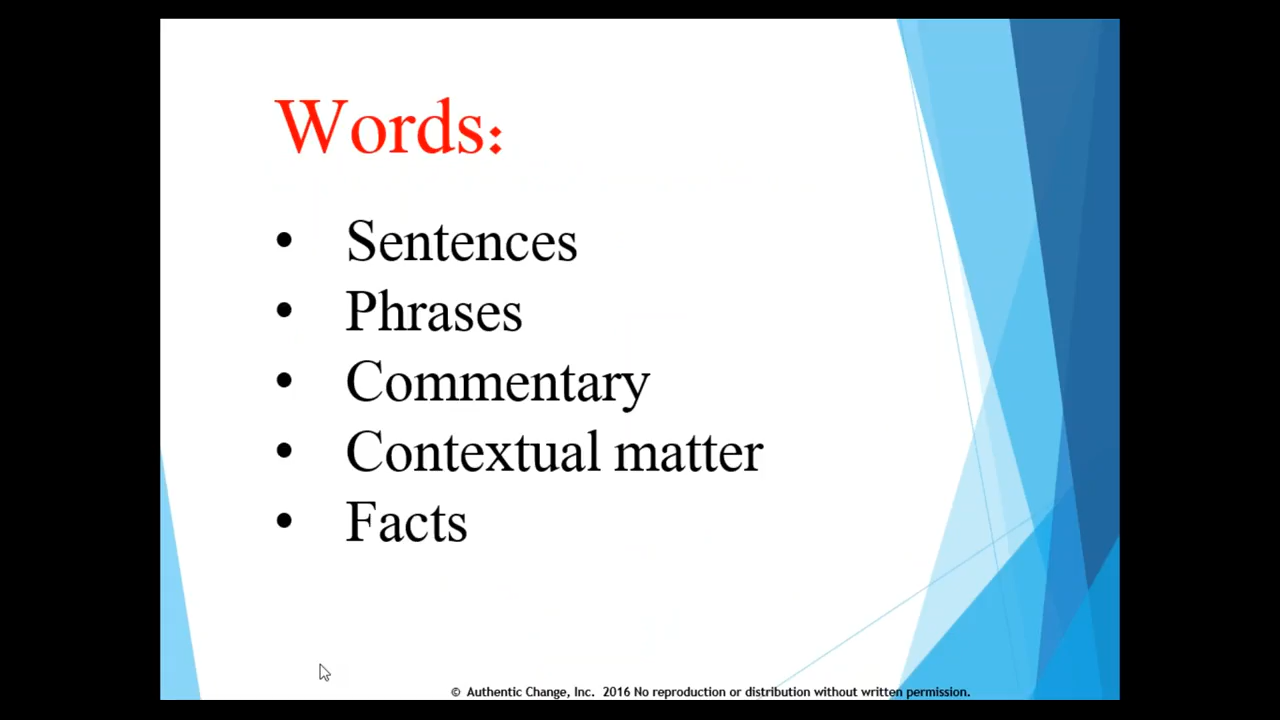 Words:
• Sentences
• Phrases
• Commentary
• Contextual matter
• Facts
© Authentic Change, Inc. 2016 No reproduction or distribution without written permission.